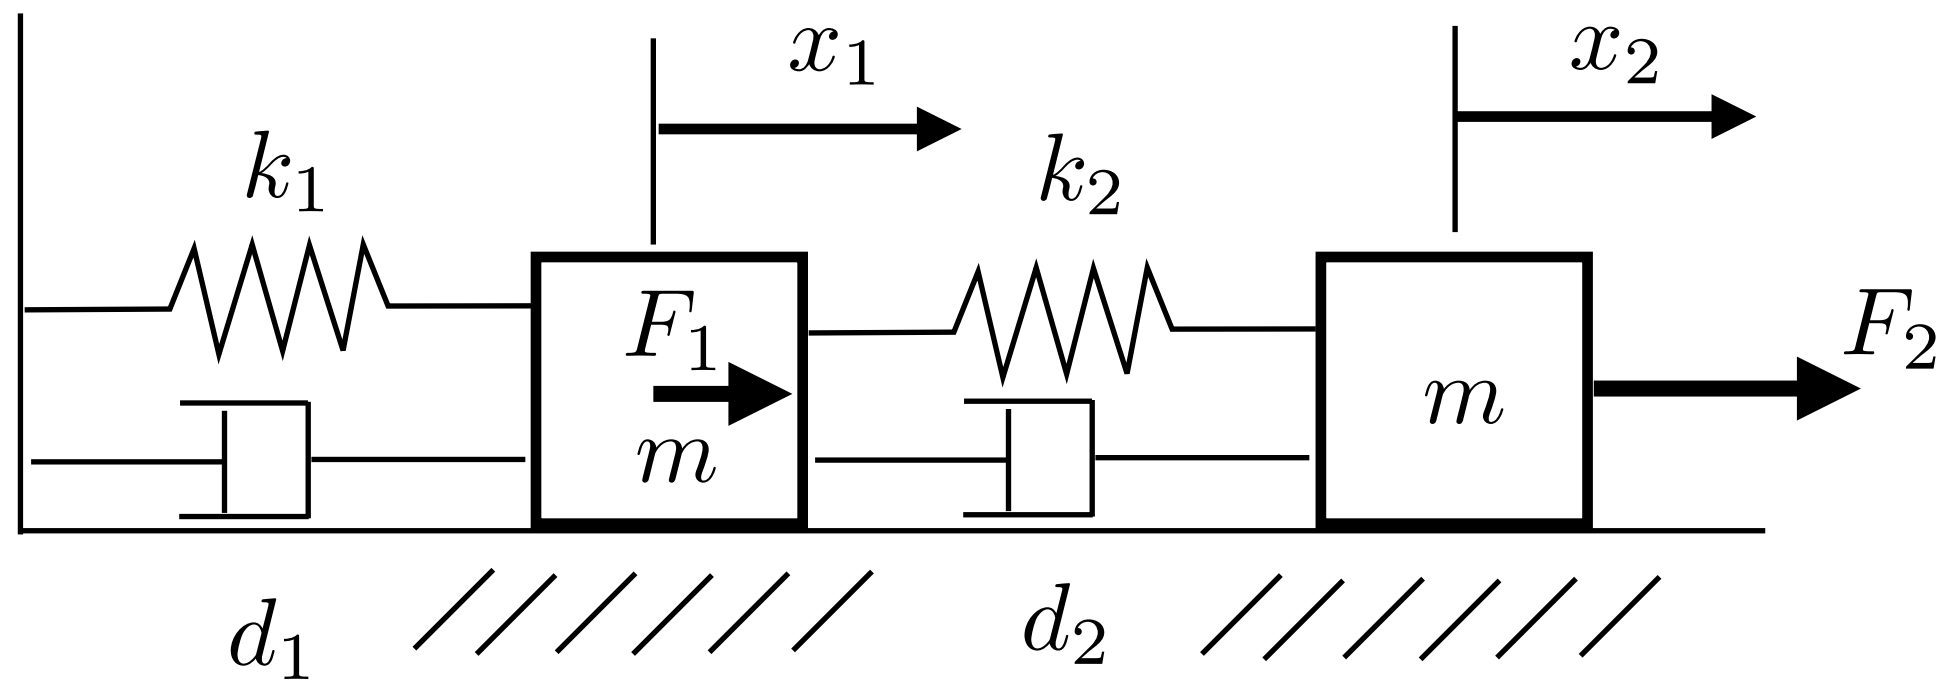 x₁
x₂
k₁
k₂
F₁
m
m
F₂
d₁
d₂